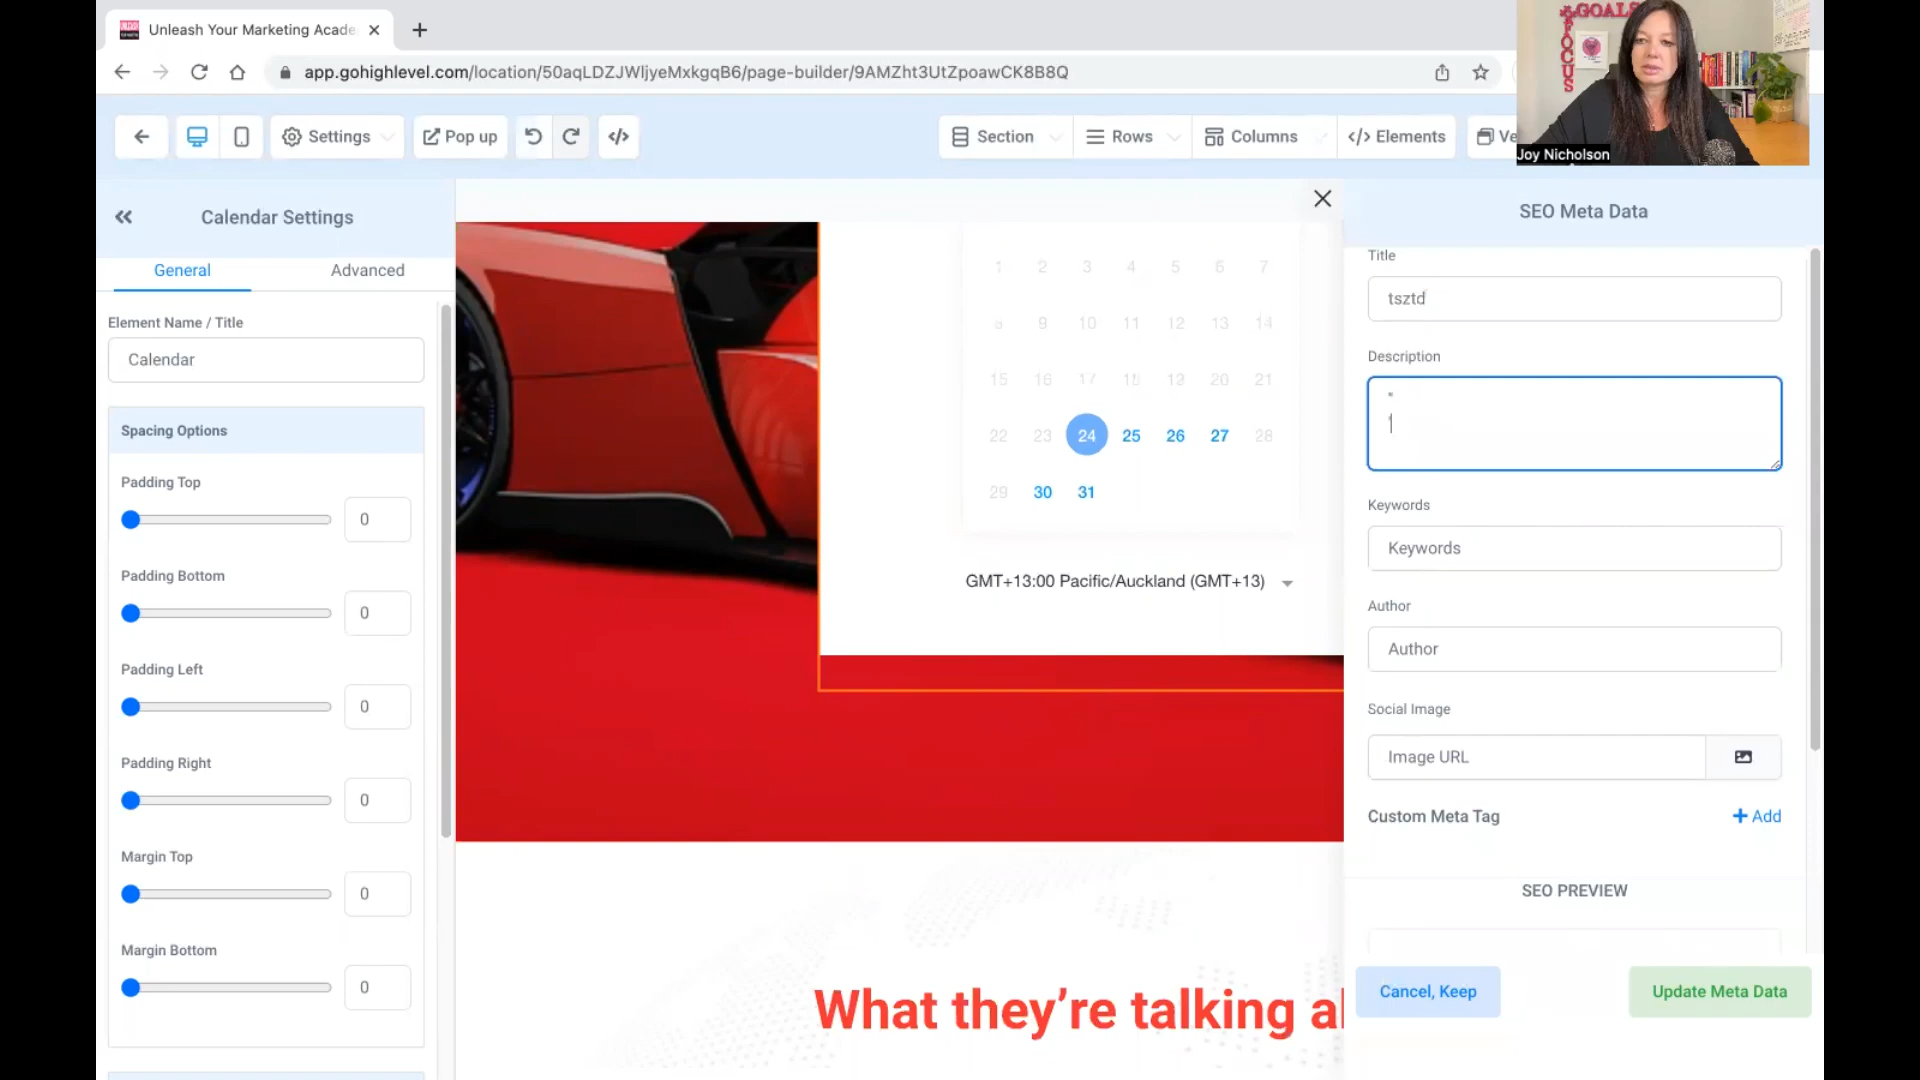 Unleash Your Marketing Acade
app.gohighlevel.com/location/50aqLDZJWljyeMxkgqB6/page-builder/9AMZht3UtZpoawCK8B8Q
GOALS
FOCUS
Joy Nicholson
Settings
Pop up
Section
Rows
Columns
</> Elements
Ve
Calendar Settings
General
Advanced
Element Name / Title
Calendar
Spacing Options
Padding Top
0
Padding Bottom
0
Padding Left
0
Padding Right
0
Margin Top
0
Margin Bottom
0
1 2 3 4 5 6 7
9 10 11 12 13 14
15 16 17 18 19 20 21
22 23 24 25 26 27 28
29 30 31
GMT+13:00 Pacific/Auckland (GMT+13)
What they're talking a
SEO Meta Data
Title
tsztd
Description
"
Keywords
Keywords
Author
Author
Social Image
Image URL
Custom Meta Tag
+ Add
SEO PREVIEW
Cancel, Keep
Update Meta Data